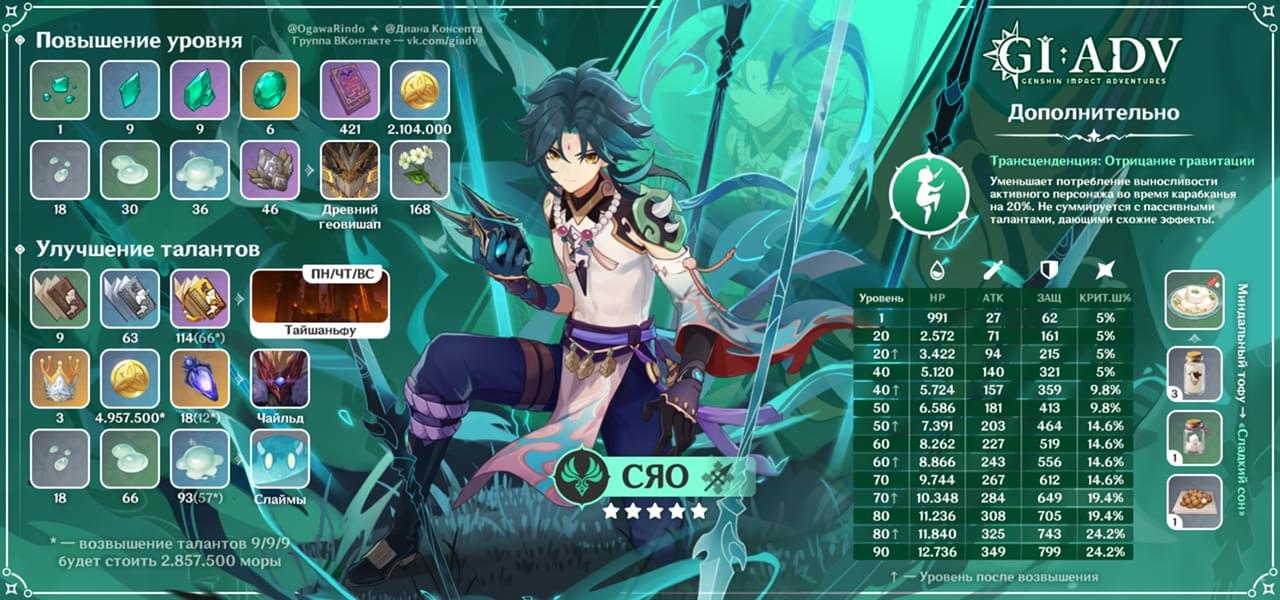 Повышение уровня
@OgawaRindo ✦ @Диана Консепта
Группа ВКонтакте — vk.com/giadv
1 9 9 6 421 2.104.000
18 30 36 46 Древний геовишап 168
Улучшение талантов
ПН/ЧТ/ВС
Тайшаньфу
9 63 114(66*)
3 4.957.500* 18(12*) Чайльд
18 66 93(57*) Слаймы
* — возвышение талантов 9/9/9
будет стоить 2.857.500 моры
СЯО
GI:ADV
GENSHIN IMPACT ADVENTURES
Дополнительно
Трансценденция: Отрицание гравитации
Уменьшает потребление выносливости
активного персонажа во время карабканья
на 20%. Не суммируется с пассивными
талантами, дающими схожие эффекты.
Уровень HP АТК ЗАЩ КРИТ.Ш%
1 991 27 62 5%
20 2.572 71 161 5%
20↑ 3.422 94 215 5%
40 5.120 140 321 5%
40↑ 5.724 157 359 9.8%
50 6.586 181 413 9.8%
50↑ 7.391 203 464 14.6%
60 8.262 227 519 14.6%
60↑ 8.866 243 556 14.6%
70 9.744 267 612 14.6%
70↑ 10.348 284 649 19.4%
80 11.236 308 705 19.4%
80↑ 11.840 325 743 24.2%
90 12.736 349 799 24.2%
↑ — Уровень после возвышения
3
1
1
Миндальный тофу → «Сладкий сон»